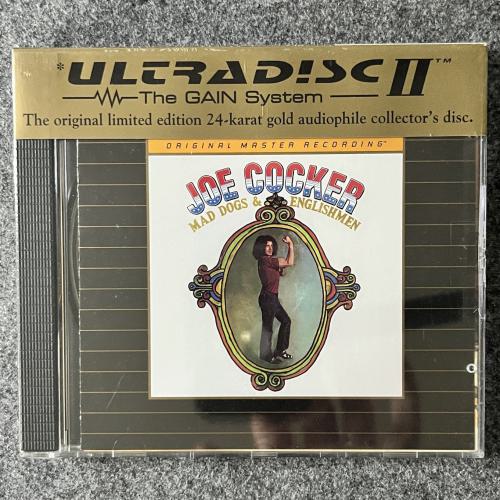 *ULTRADISC II™
The GAIN System
The original limited edition 24-karat gold audiophile collector's disc.
ORIGINAL MASTER RECORDING™
JOE COCKER
MAD DOGS & ENGLISHMEN